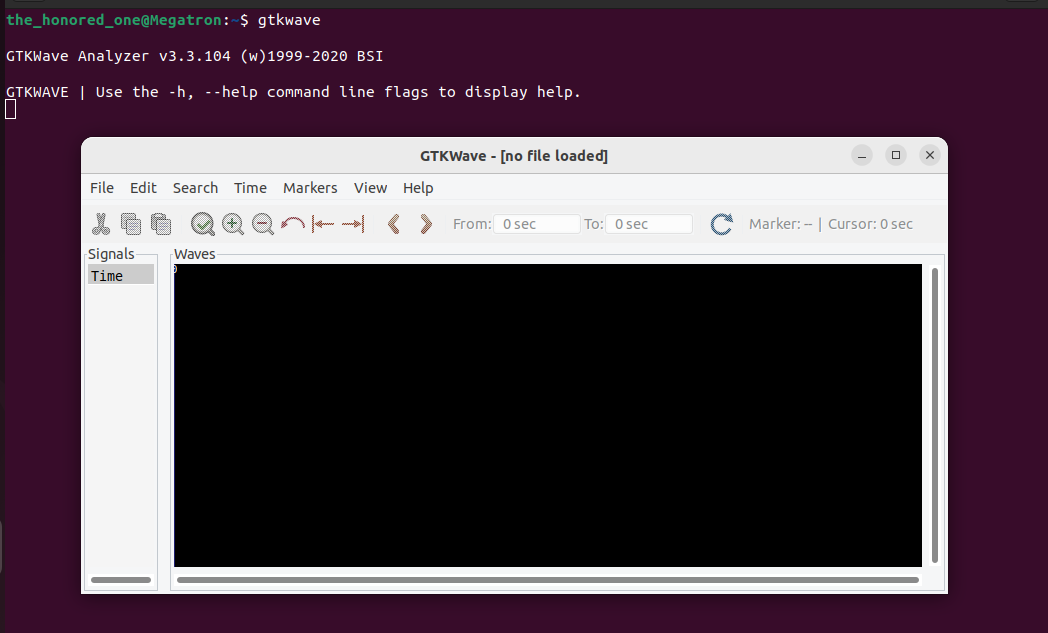 the_honored_one@Megatron:~$ gtkwave
GTKWave Analyzer v3.3.104 (w)1999-2020 BSI
GTKWAVE | Use the -h, --help command line flags to display help.
GTKWave - [no file loaded]
File Edit Search Time Markers View Help
From: 0 sec To: 0 sec Marker: -- | Cursor: 0 sec
Signals Waves
Time
0